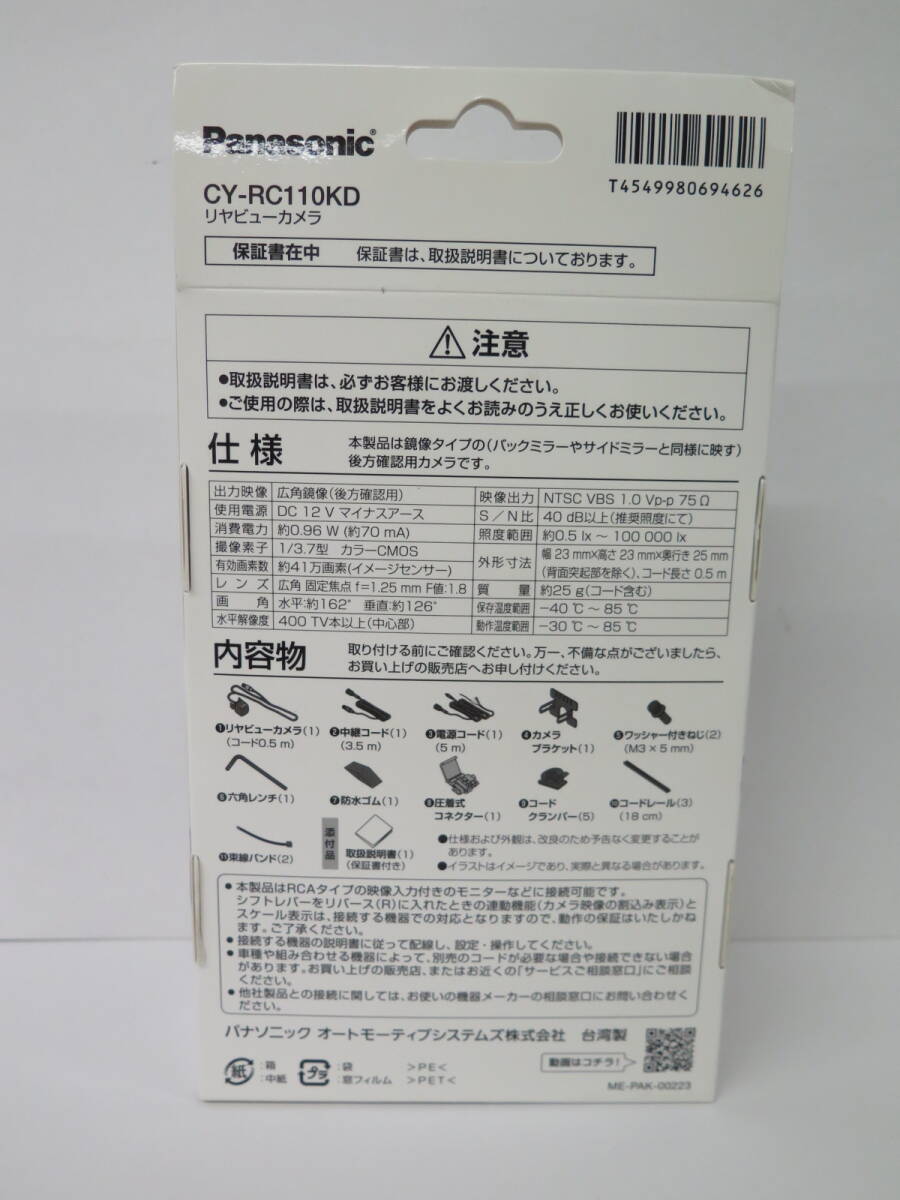 Panasonic
T4549980694626
CY-RC110KD
リヤビューカメラ
保証書在中 保証書は、取扱説明書についております。
注意
●取扱説明書は、必ずお客様にお渡しください。
●ご使用の際は、取扱説明書をよくお読みのうえ正しくお使いください。
仕様
本製品は鏡像タイプの(バックミラーやサイドミラーと同様に映す)
後方確認用カメラです。
出力映像 広角鏡像(後方確認用)
使用電源 DC 12 V マイナスアース
消費電力 約0.96 W (約70 mA)
撮像素子 1/3.7型 カラーCMOS
有効画素数 約41万画素(イメージセンサー)
レンズ 広角 固定焦点 f=1.25 mm F値:1.8
画角 水平:約162° 垂直:約126°
水平解像度 400 TV本以上(中心部)
映像出力 NTSC VBS 1.0 Vp-p 75 Ω
S/N比 40 dB以上(推奨照度にて)
照度範囲 約0.5 lx ~ 100 000 lx
外形寸法 幅 23 mm×高さ 23 mm×奥行き 25 mm
(背面突起部を除く)、コード長さ 0.5 m
質量 約25 g(コード含む)
保存温度範囲 -40 ℃ ~ 85 ℃
動作温度範囲 -30 ℃ ~ 85 ℃
内容物
取り付ける前にご確認ください。万一、不備な点がございましたら、
お買い上げの販売店へお申し付けください。
❶リヤビューカメラ(1)
(コード0.5 m)
❷中継コード(1)
(3.5 m)
❸電源コード(1)
(5 m)
❹カメラ
ブラケット(1)
❺ワッシャー付きねじ(2)
(M3 × 5 mm)
❻六角レンチ(1)
❼防水ゴム(1)
❽圧着式
コネクター(1)
❾コード
クランパー(5)
❿コードレール(3)
(18 cm)
⓫束線バンド(2)
添付品
取扱説明書(1)
(保証書付き)
●仕様および外観は、改良のため予告なく変更することが
あります。
●イラストはイメージであり、実際と異なる場合があります。
● 本製品はRCAタイプの映像入力付きのモニターなどに接続可能です。
シフトレバーをリバース(R)に入れたときの連動機能(カメラ映像の割込み表示)と
スケール表示は、接続する機器での対応となりますので、動作の保証はいたしかね
ます。ご了承ください。
● 接続する機器の説明書に従って配線し、設定・操作してください。
● 車種や組み合わせる機器によって、別売のコードが必要な場合や接続できない場合
があります。お買い上げの販売店、またはお近くの「サービスご相談窓口」にご相談
ください。
● 他社製品との接続に関しては、お使いの機器メーカーの相談窓口にお問い合わせく
ださい。
パナソニック オートモーティブシステムズ株式会社 台湾製
紙 :箱
:中紙
プラ :袋 >PE<
:窓フィルム >PET<
動画はコチラ!
ME-PAK-00223